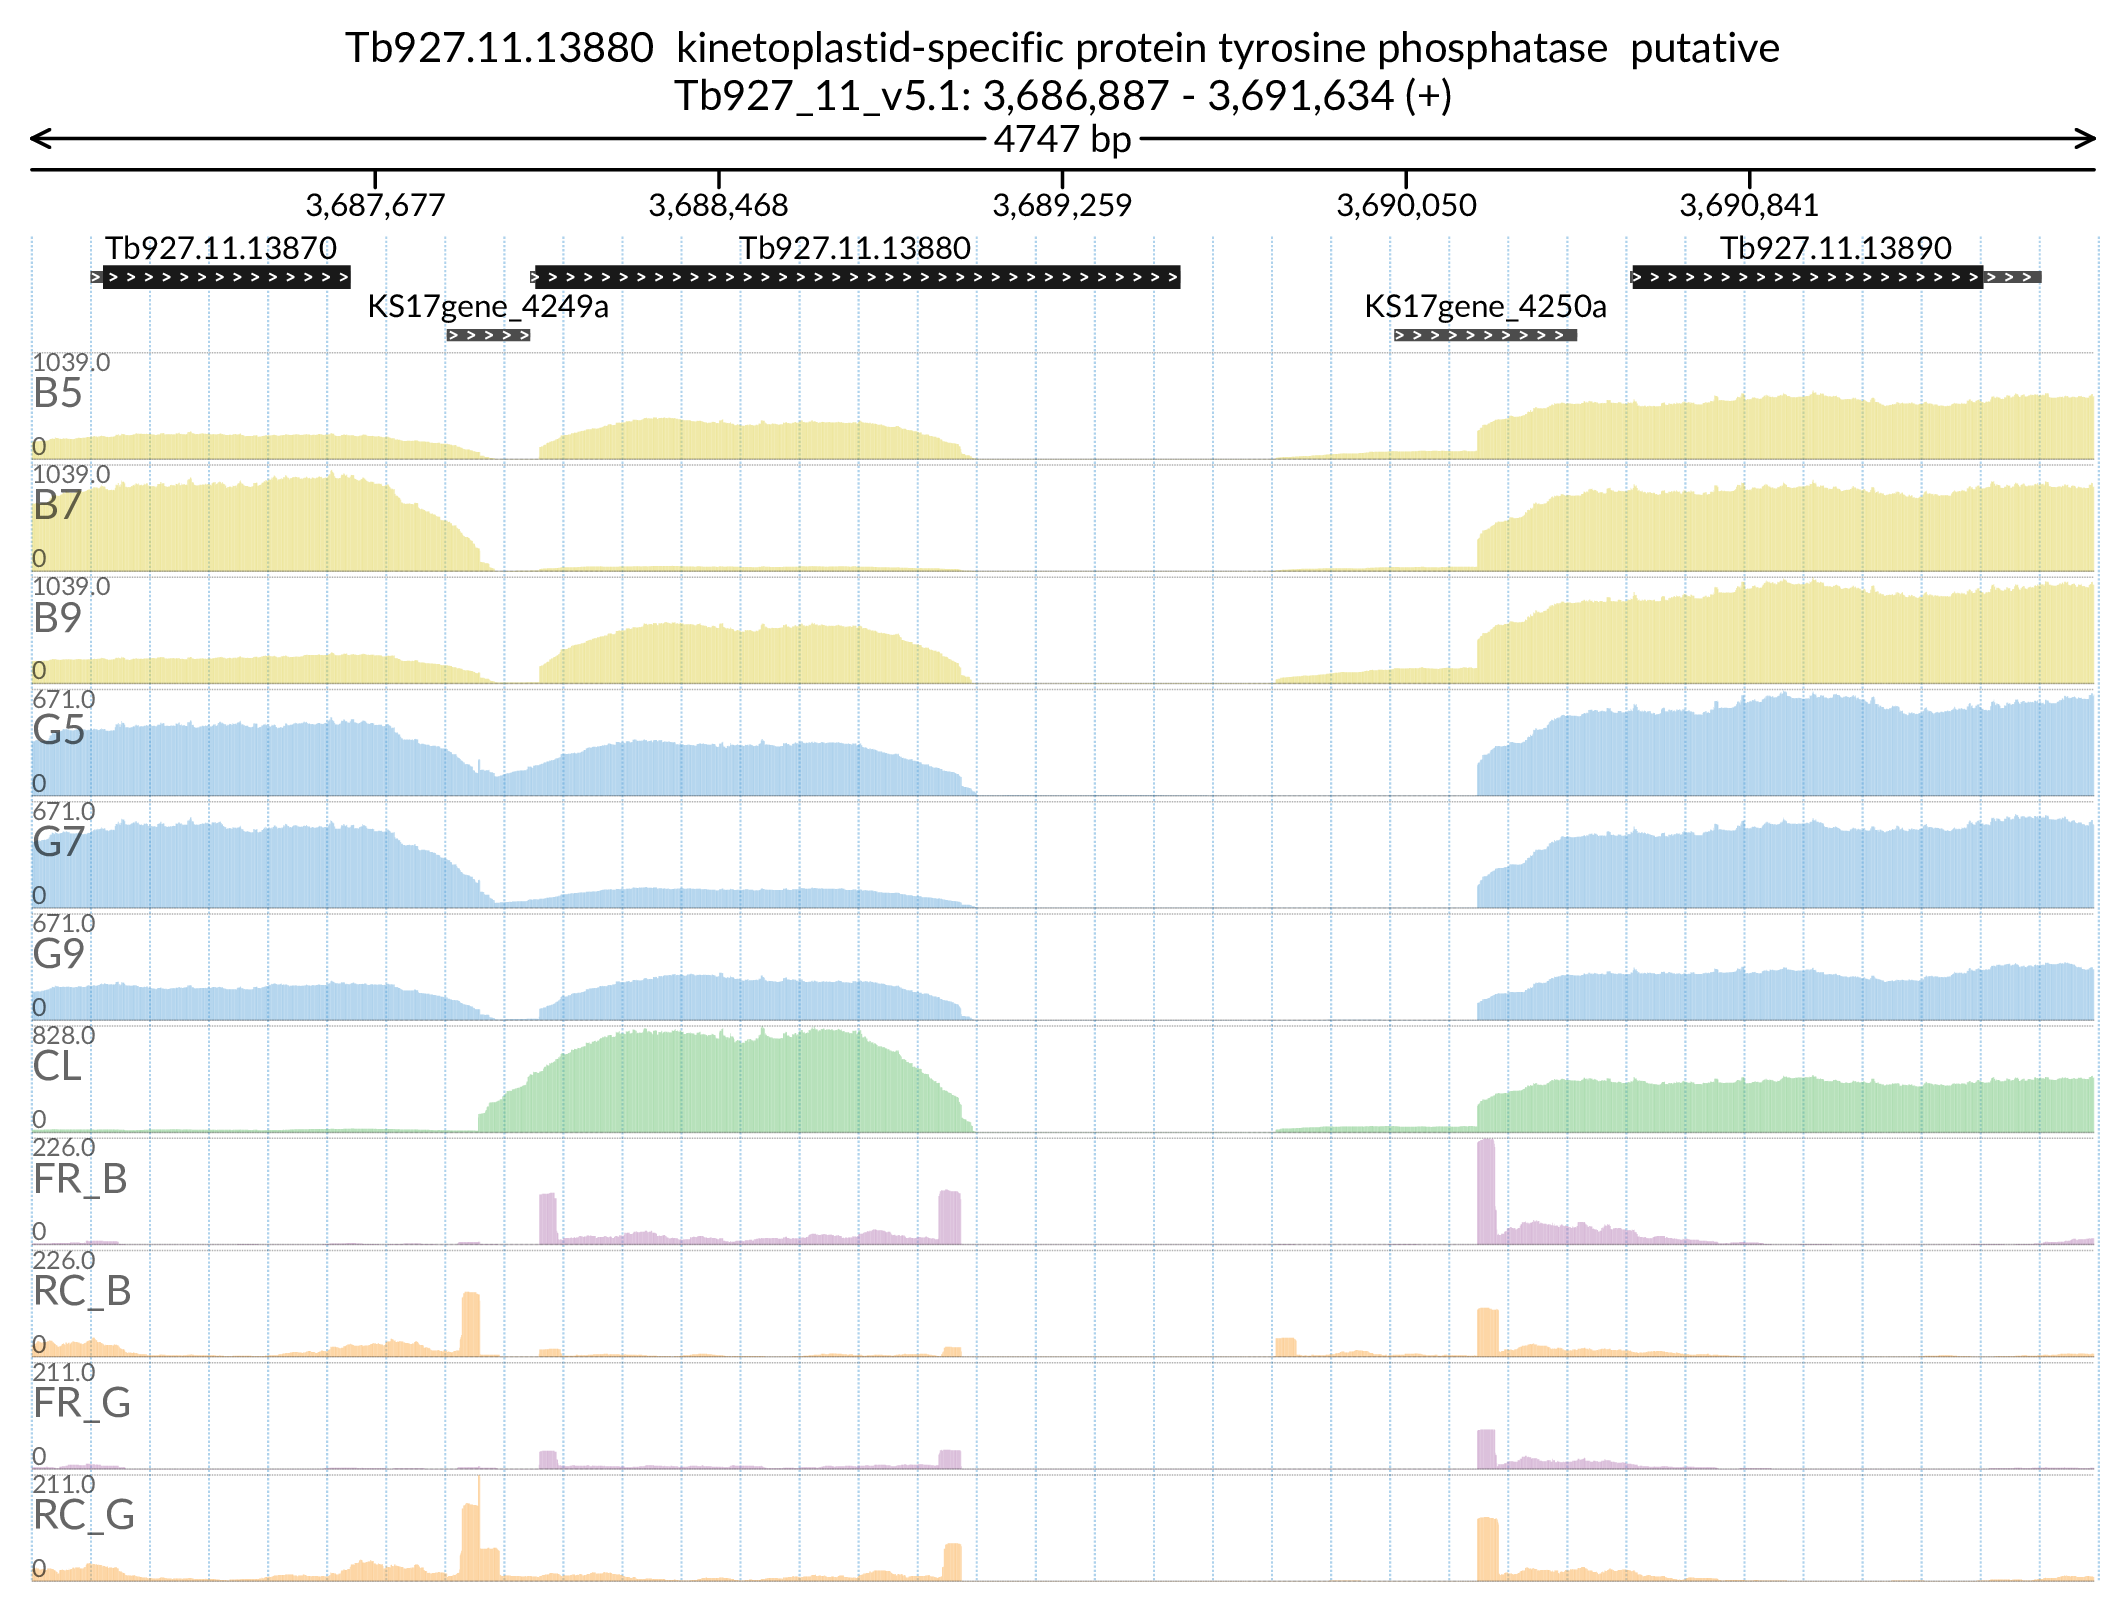 Tb927.11.13880  kinetoplastid-specific protein tyrosine phosphatase  putative
Tb927_11_v5.1: 3,686,887 - 3,691,634 (+)
4747 bp
3,687,677 3,688,468 3,689,259 3,690,050 3,690,841
Tb927.11.13870 Tb927.11.13880 Tb927.11.13890
KS17gene_4249a KS17gene_4250a
1039.0
B5
0
1039.0
B7
0
1039.0
B9
0
671.0
G5
0
671.0
G7
0
671.0
G9
0
828.0
CL
0
226.0
FR_B
0
226.0
RC_B
0
211.0
FR_G
0
211.0
RC_G
0